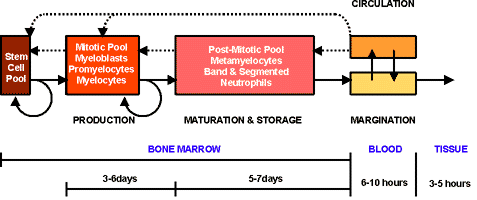 CIRCULATION
Stem
Cell
Pool
Mitotic Pool
Myeloblasts
Promyelocytes
Myelocytes
Post-Mitotic Pool
Metamyelocytes
Band & Segmented
Neutrophils
PRODUCTION
MATURATION & STORAGE
MARGINATION
BONE MARROW
BLOOD
TISSUE
3-6days
5-7days
6-10 hours
3-5 hours